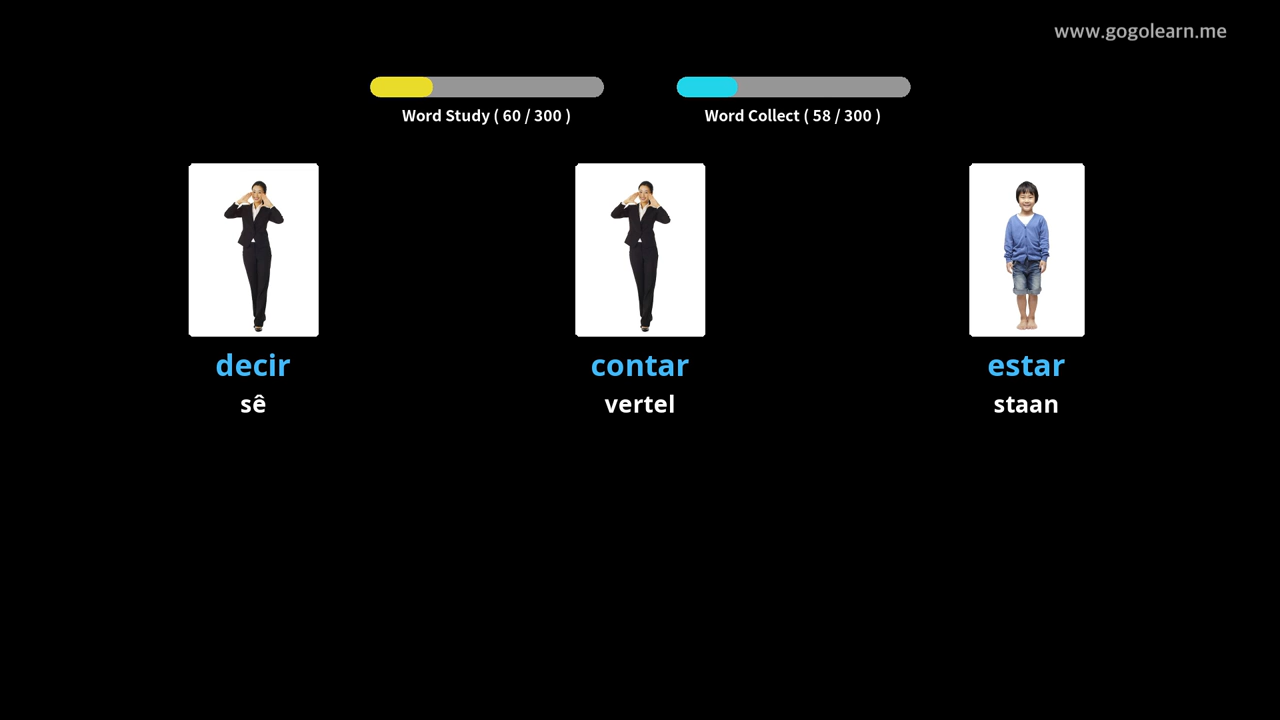 www.gogolearn.me
Word Study ( 60 / 300 )
Word Collect ( 58 / 300 )
decir
contar
estar
sê
vertel
staan